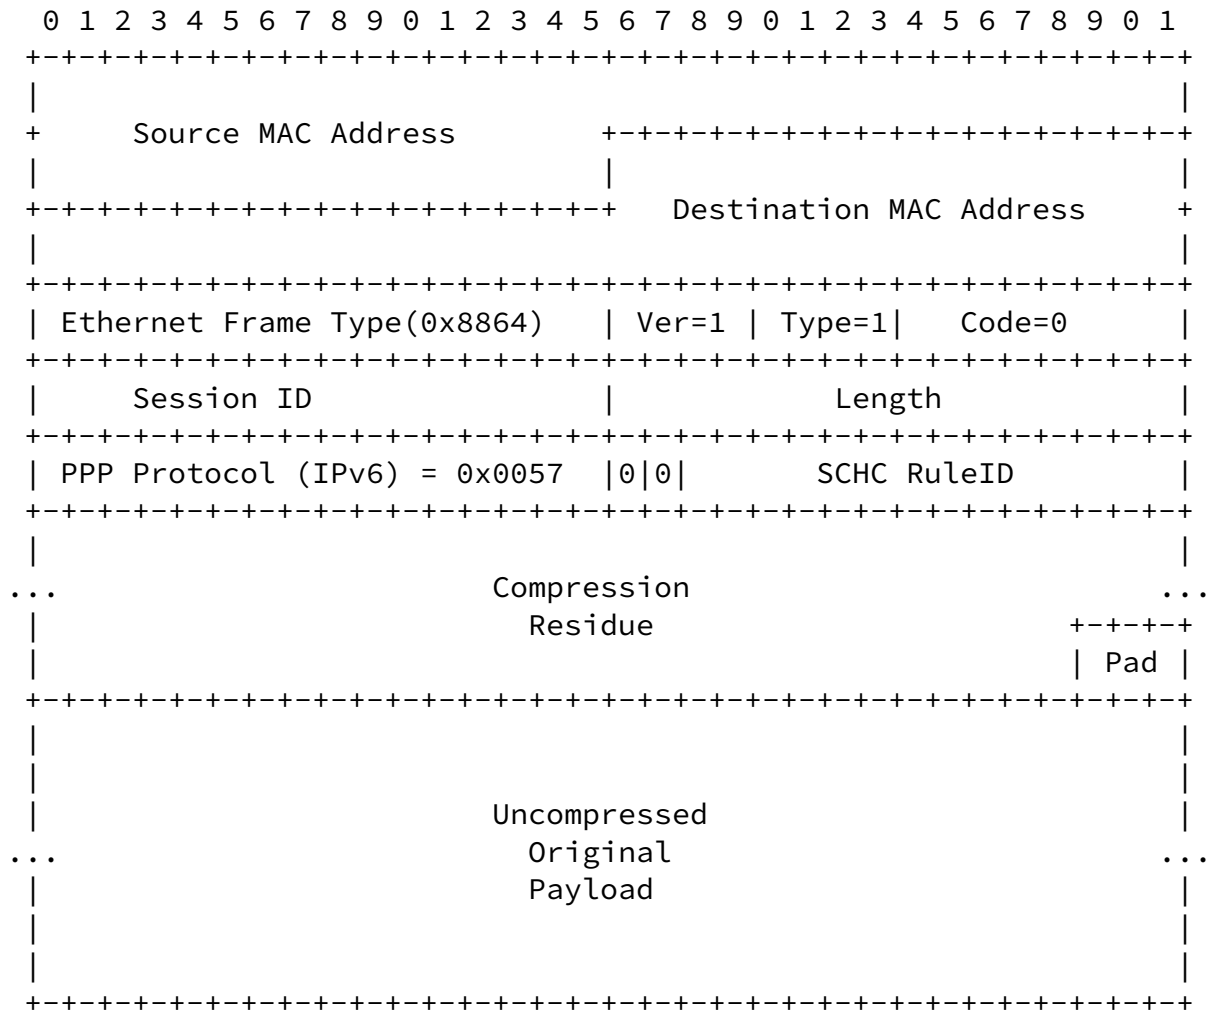 0 1 2 3 4 5 6 7 8 9 0 1 2 3 4 5 6 7 8 9 0 1 2 3 4 5 6 7 8 9 0 1
 +-+-+-+-+-+-+-+-+-+-+-+-+-+-+-+-+-+-+-+-+-+-+-+-+-+-+-+-+-+-+-+-+
 |                                                               |
 +     Source MAC Address        +-+-+-+-+-+-+-+-+-+-+-+-+-+-+-+-+
 |                               |                               |
 +-+-+-+-+-+-+-+-+-+-+-+-+-+-+-+-+   Destination MAC Address     +
 |                                                               |
 +-+-+-+-+-+-+-+-+-+-+-+-+-+-+-+-+-+-+-+-+-+-+-+-+-+-+-+-+-+-+-+-+
 | Ethernet Frame Type(0x8864)   | Ver=1 | Type=1|   Code=0      |
 +-+-+-+-+-+-+-+-+-+-+-+-+-+-+-+-+-+-+-+-+-+-+-+-+-+-+-+-+-+-+-+-+
 |     Session ID                |            Length             |
 +-+-+-+-+-+-+-+-+-+-+-+-+-+-+-+-+-+-+-+-+-+-+-+-+-+-+-+-+-+-+-+-+
 | PPP Protocol (IPv6) = 0x0057  |0|0|       SCHC RuleID         |
 +-+-+-+-+-+-+-+-+-+-+-+-+-+-+-+-+-+-+-+-+-+-+-+-+-+-+-+-+-+-+-+-+
 |                                                               |
...                        Compression                          ...
 |                           Residue                       +-+-+-+
 |                                                         | Pad |
 +-+-+-+-+-+-+-+-+-+-+-+-+-+-+-+-+-+-+-+-+-+-+-+-+-+-+-+-+-+-+-+-+
 |                                                               |
 |                                                               |
 |                         Uncompressed                          |
...                          Original                           ...
 |                           Payload                             |
 |                                                               |
 |                                                               |
 +-+-+-+-+-+-+-+-+-+-+-+-+-+-+-+-+-+-+-+-+-+-+-+-+-+-+-+-+-+-+-+-+